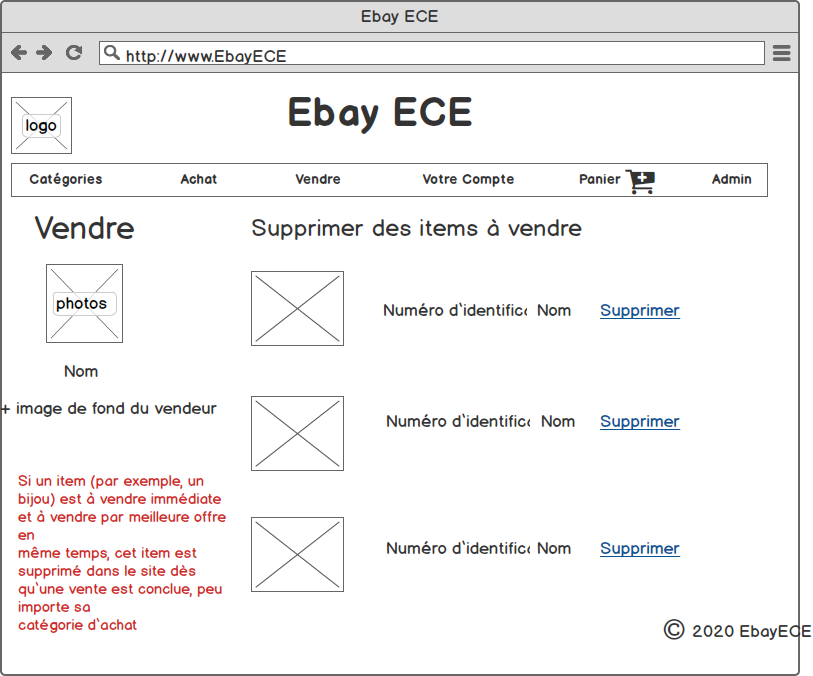 Ebay ECE
http://www.EbayECE
logo
Ebay ECE
Catégories Achat Vendre Votre Compte Panier Admin
Vendre
Supprimer des items à vendre
photos
Numéro d'identific Nom Supprimer
Nom
+ image de fond du vendeur
Numéro d'identific Nom Supprimer
Si un item (par exemple, un
bijou) est à vendre immédiate
et à vendre par meilleure offre
en
même temps, cet item est
supprimé dans le site dès
qu'une vente est conclue, peu
importe sa
catégorie d'achat
Numéro d'identific Nom Supprimer
© 2020 EbayECE